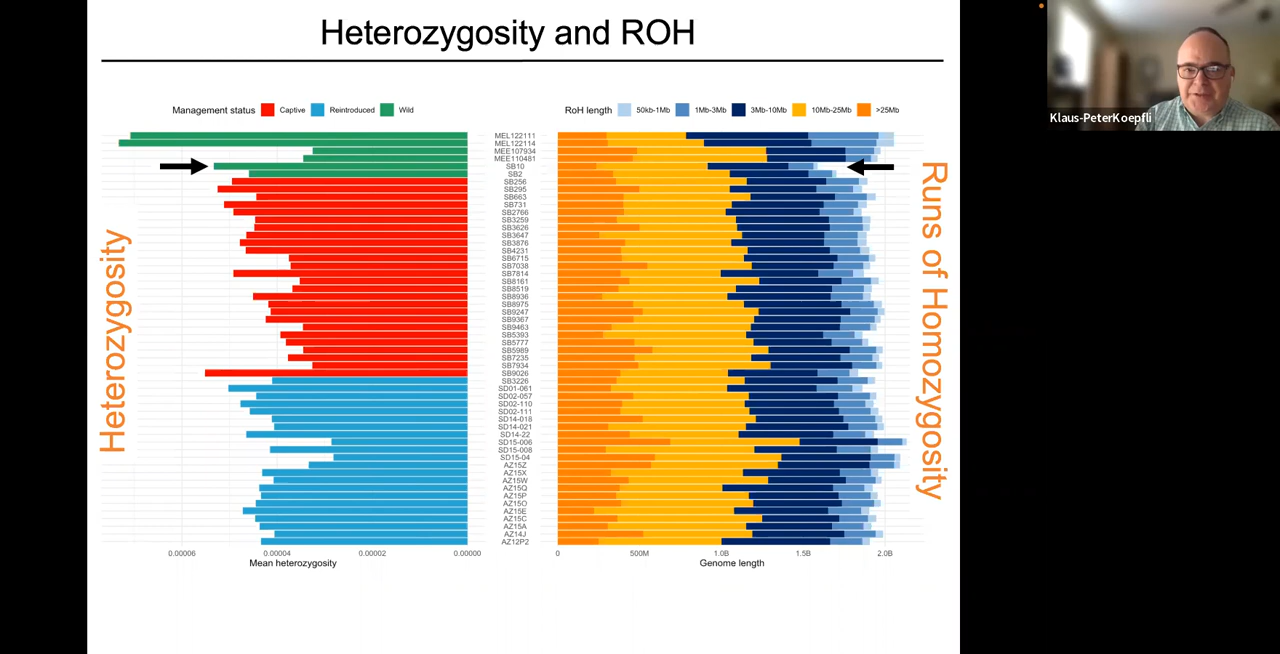 Heterozygosity and ROH
Klaus-PeterKoepfli
Management status Captive Reintroduced Wild
RoH length 50kb-1Mb 1Mb-3Mb 3Mb-10Mb 10Mb-25Mb >25Mb
Heterozygosity
MEL122111
MEL122114
MEE107934
MEE110481
SB10
SB2
SB256
SB295
SB663
SB731
SB2766
SB3259
SB3626
SB3647
SB3876
SB4231
SB6715
SB7038
SB7814
SB8161
SB8519
SB8936
SB8975
SB9247
SB9367
SB9463
SB5393
SB5777
SB5989
SB7235
SB7934
SB9026
SB3226
SD01-061
SD02-057
SD02-110
SD02-111
SD14-018
SD14-021
SD14-22
SD15-006
SD15-008
SD15-04
AZ15Z
AZ15X
AZ15W
AZ15Q
AZ15P
AZ15O
AZ15E
AZ15C
AZ15A
AZ14J
AZ12P2
Runs of Homozygosity
0.00006 0.00004 0.00002 0.00000
Mean heterozygosity
0 500M 1.0B 1.5B 2.0B
Genome length